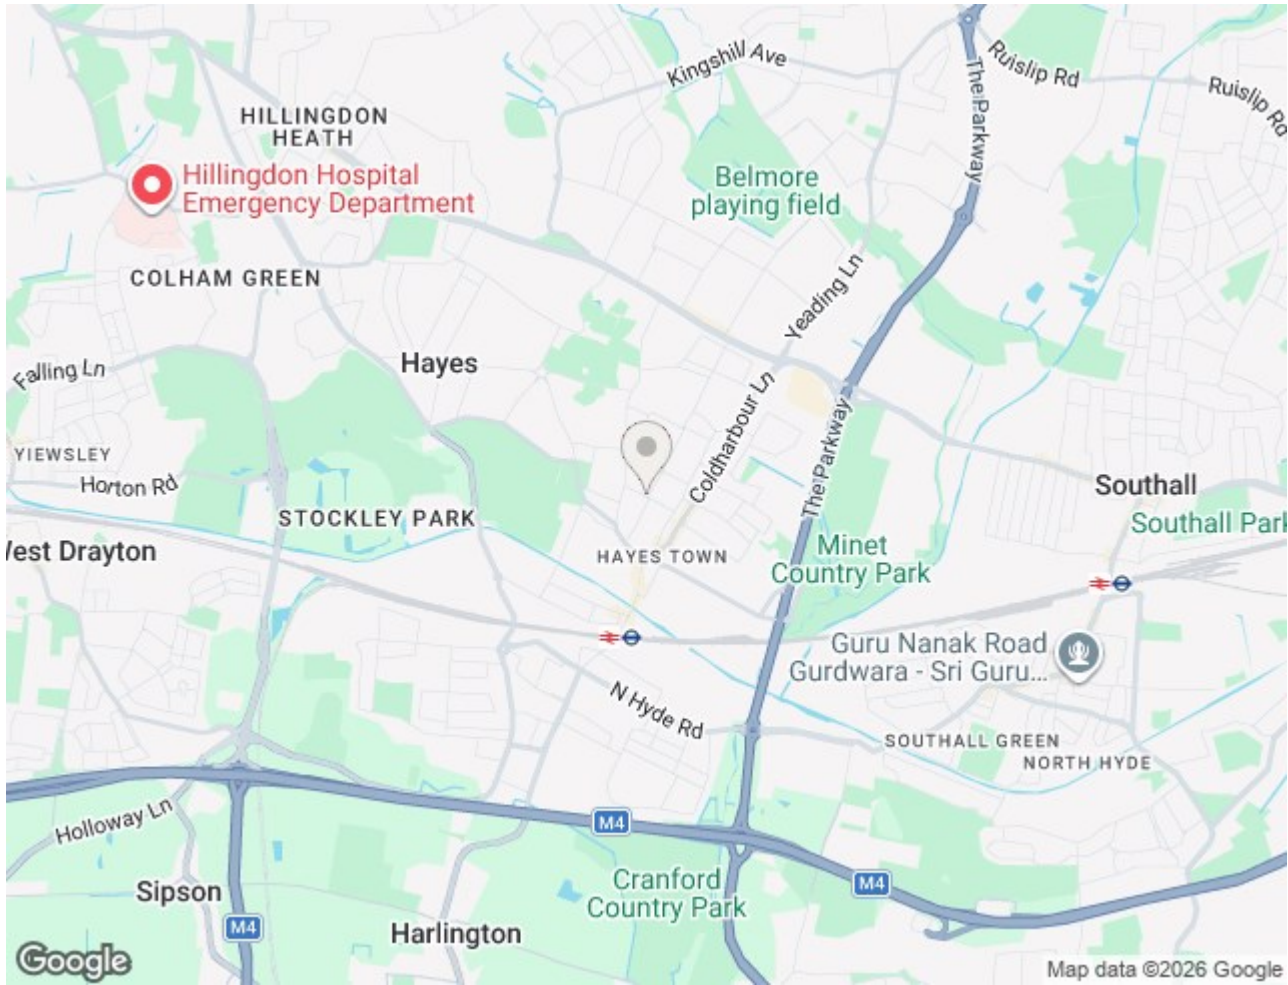 Kingshill Ave
Ruislip Rd
Ruislip Rd
The Parkway
HILLINGDON
HEATH
Hillingdon Hospital
Emergency Department
Belmore
playing field
COLHAM GREEN
Yeading Ln
Falling Ln
Hayes
Coldharbour Ln
The Parkway
YIEWSLEY
Horton Rd
Southall
STOCKLEY PARK
Southall Park
West Drayton
HAYES TOWN
Minet
Country Park
Guru Nanak Road
Gurdwara - Sri Guru...
N Hyde Rd
SOUTHALL GREEN
NORTH HYDE
Holloway Ln
M4
Sipson
Cranford
Country Park
M4
M4
Harlington
Google
Map data ©2026 Google